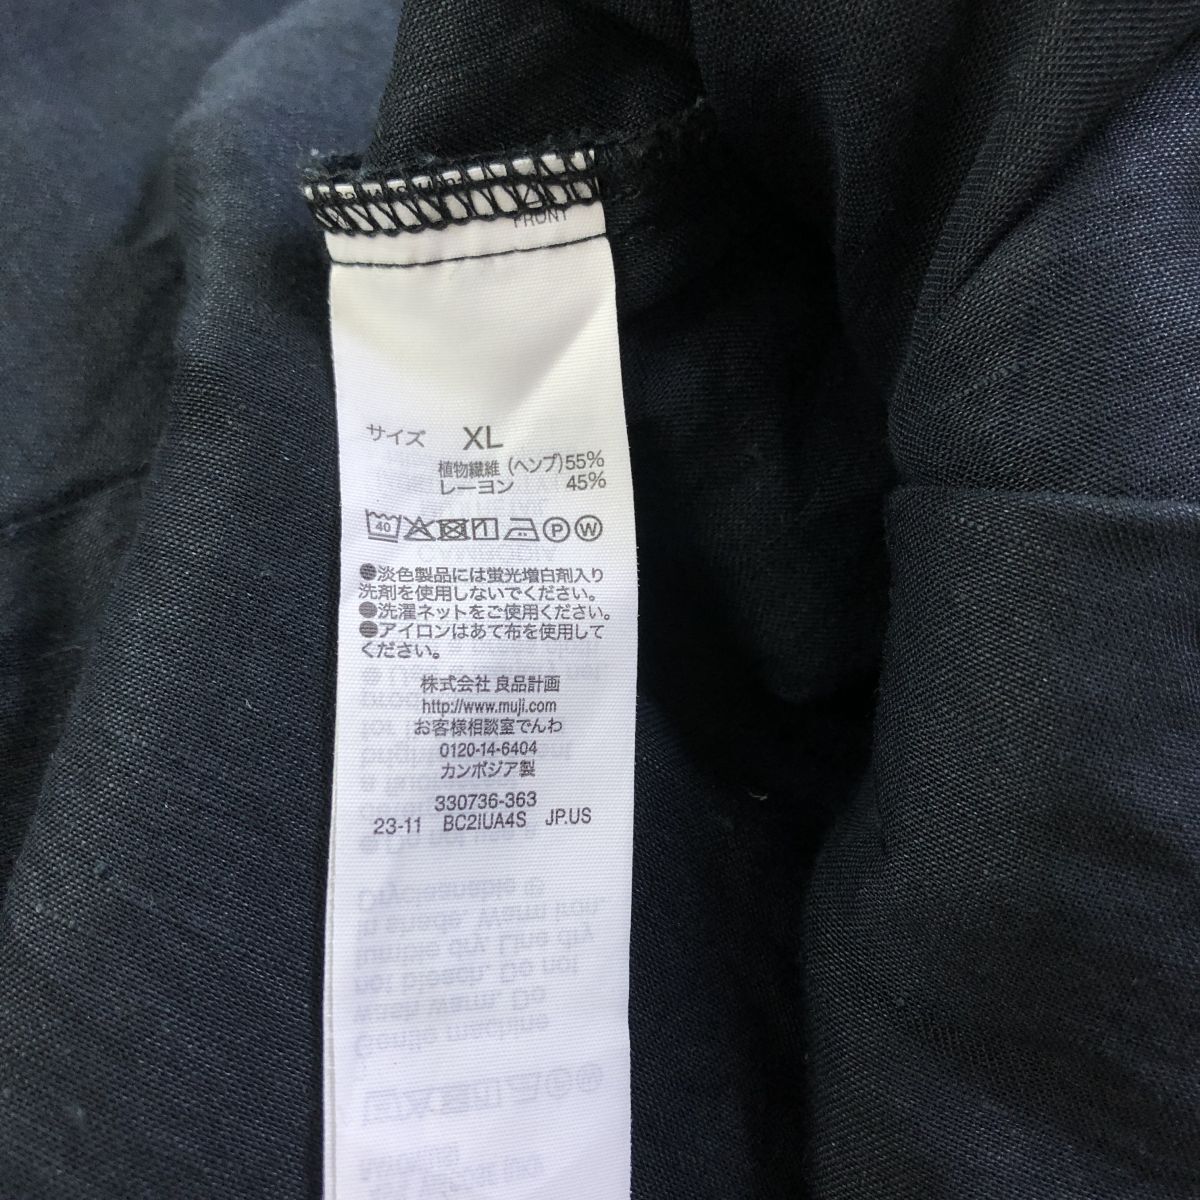 FRONT
サイズ XL
植物繊維 (ヘンプ) 55%
レーヨン 45%
40 P W
●淡色製品には蛍光増白剤入り
洗剤を使用しないでください。
●洗濯ネットをご使用ください。
●アイロンはあて布を使用して
ください。
株式会社 良品計画
http://www.muji.com
お客様相談室でんわ
0120-14-6404
カンボジア製
330736-363
23-11 BC2IUA4S JP.US